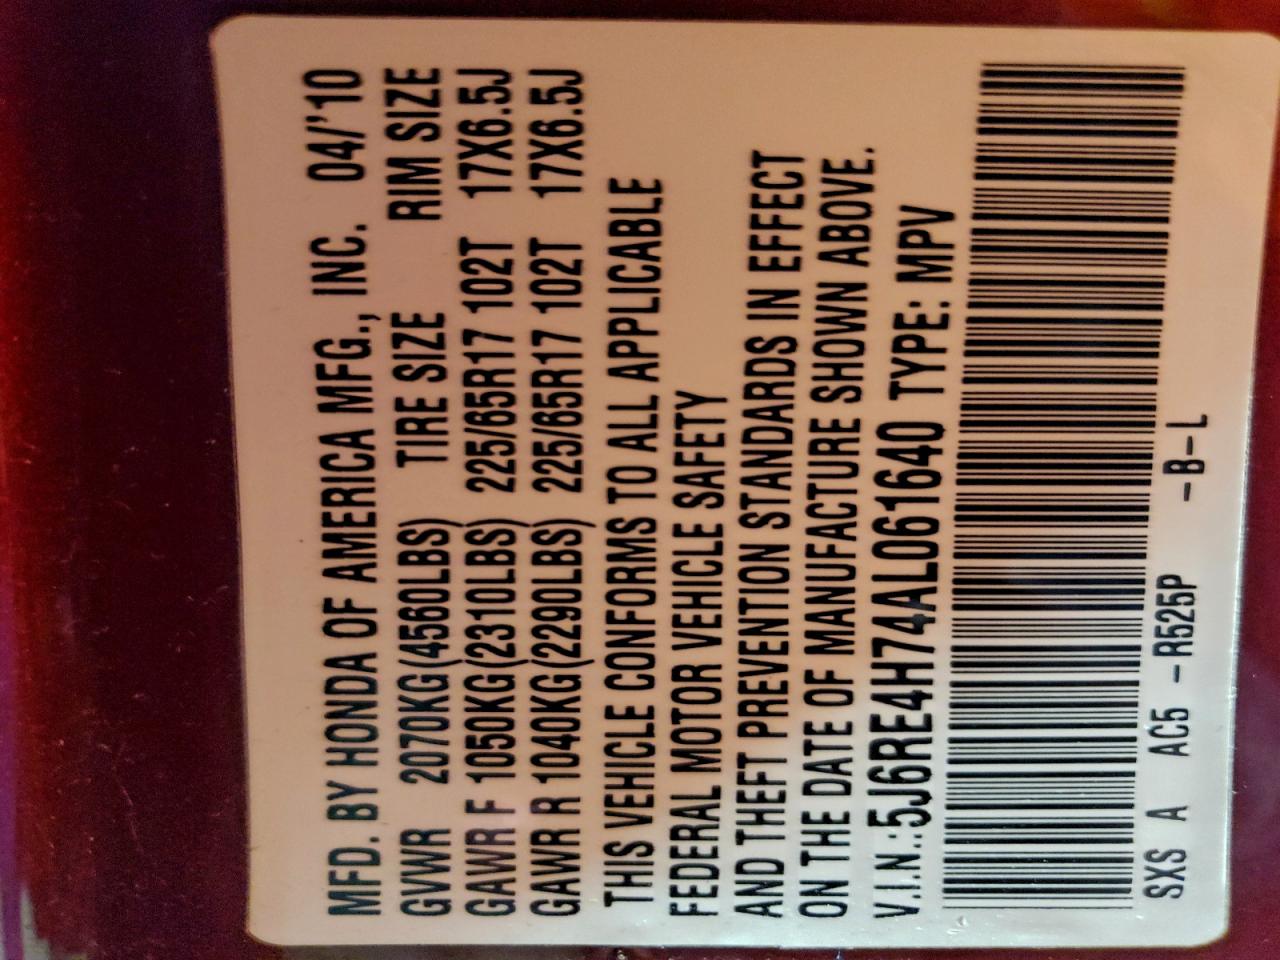 MFD. BY HONDA OF AMERICA MFG., INC. 04/'10
GVWR 2070KG(4560LBS) TIRE SIZE RIM SIZE
GAWR F 1050KG(2310LBS) 225/65R17 102T 17X6.5J
GAWR R 1040KG(2290LBS) 225/65R17 102T 17X6.5J
THIS VEHICLE CONFORMS TO ALL APPLICABLE
FEDERAL MOTOR VEHICLE SAFETY
AND THEFT PREVENTION STANDARDS IN EFFECT
ON THE DATE OF MANUFACTURE SHOWN ABOVE.
V.I.N.:5J6RE4H74AL061640 TYPE: MPV
SXS A AC5 -R525P -B-L